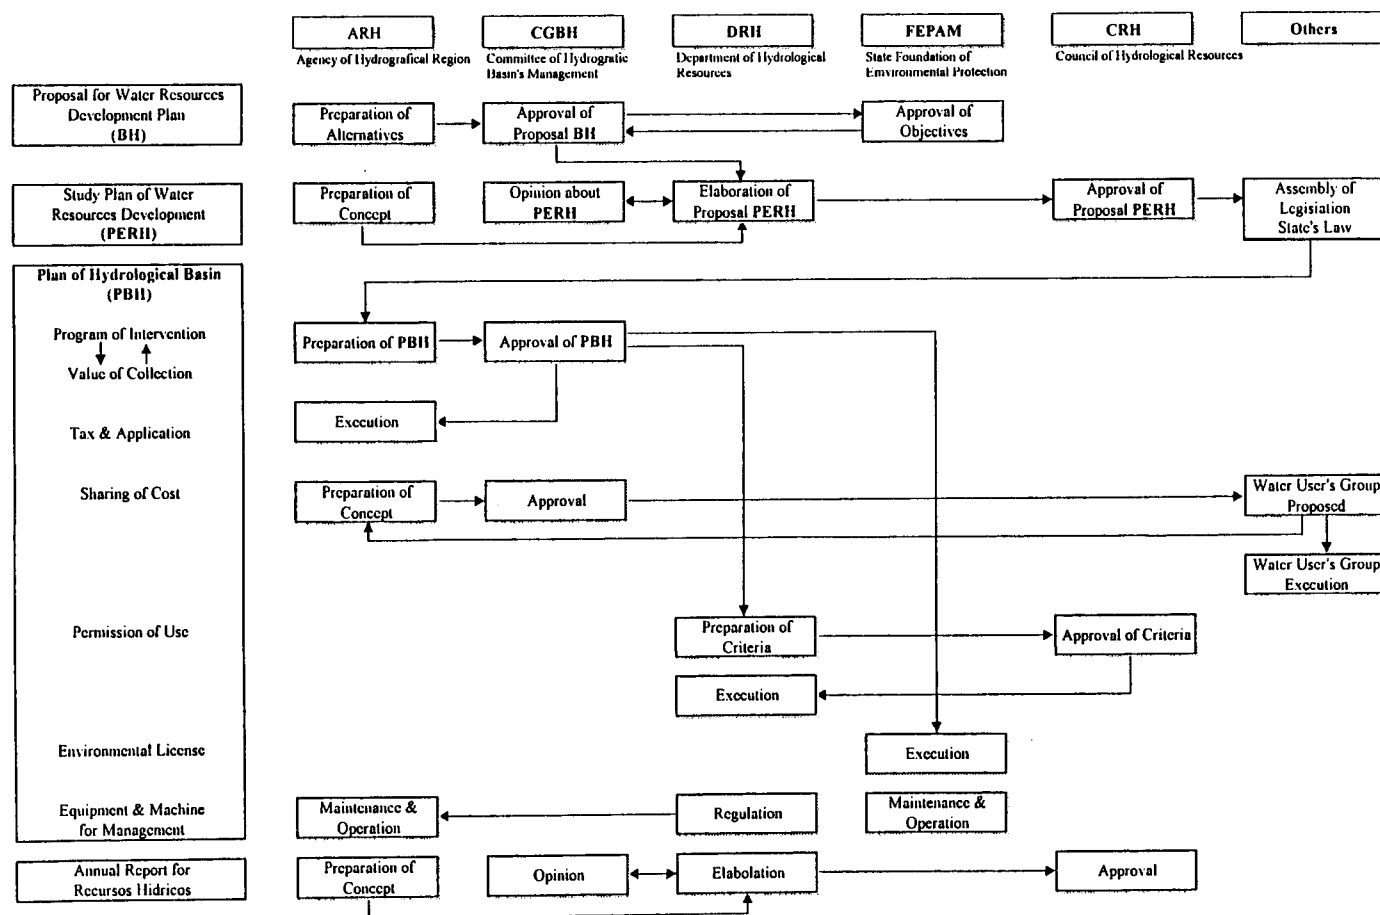 ARH
CGBH
DRH
FEPAM
CRH
Others
Agency of Hydrografical Region
Committee of Hydrografic
Basin's Management
Department of Hydrological
Resources
State Foundation of
Environmental Protection
Council of Hydrological Resources
Proposal for Water Resources
Development Plan
(BH)
Preparation of
Alternatives
Approval of
Proposal BH
Approval of
Objectives
Study Plan of Water
Resources Development
(PERH)
Preparation of
Concept
Opinion about
PERH
Elaboration of
Proposal PERH
Approval of
Proposal PERH
Assembly of
Legislation
State's Law
Plan of Hydrological Basin
(PBH)
Program of Intervention
Value of Collection
Preparation of PBH
Approval of PBH
Execution
Tax & Application
Sharing of Cost
Preparation of
Concept
Approval
Water User's Group
Proposed
Water User's Group
Execution
Permission of Use
Preparation of
Criteria
Approval of Criteria
Execution
Environmental License
Execution
Equipment & Machine
for Management
Maintenance &
Operation
Regulation
Maintenance &
Operation
Annual Report for
Recursos Hidricos
Preparation of
Concept
Opinion
Elabolation
Approval